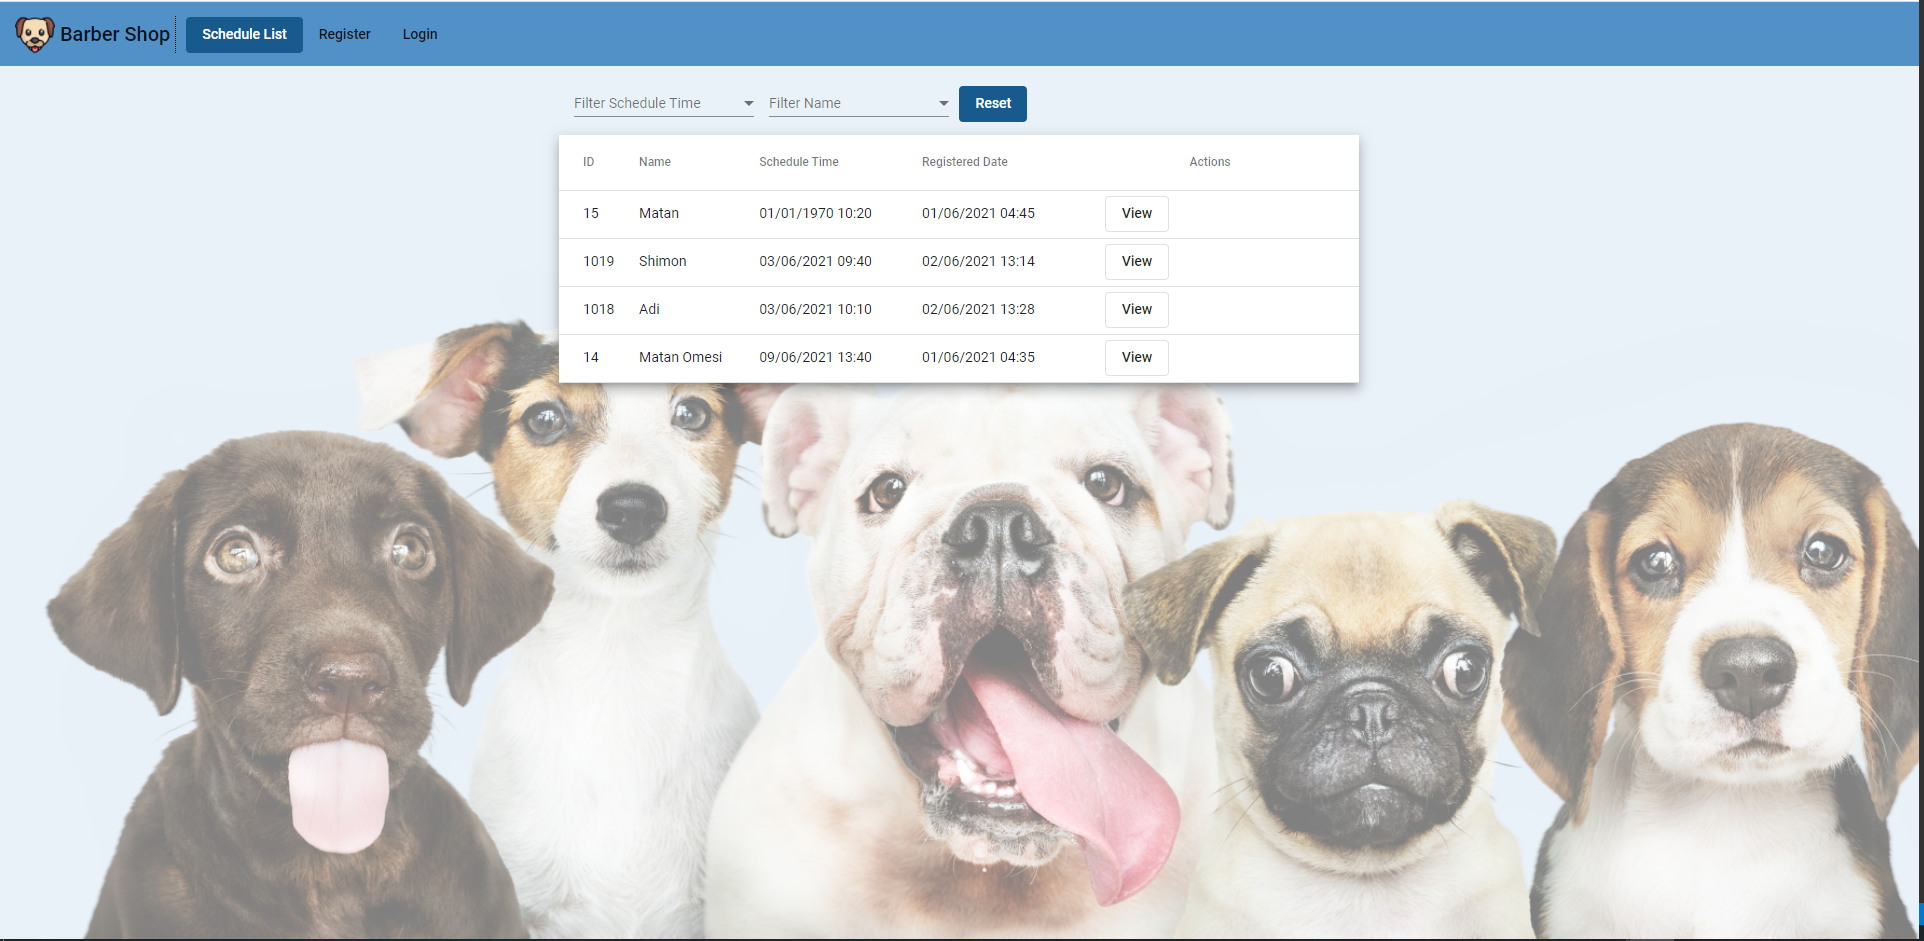 Barber Shop Schedule List Register Login
Filter Schedule Time Filter Name Reset
ID Name Schedule Time Registered Date Actions
15 Matan 01/01/1970 10:20 01/06/2021 04:45 View
1019 Shimon 03/06/2021 09:40 02/06/2021 13:14 View
1018 Adi 03/06/2021 10:10 02/06/2021 13:28 View
14 Matan Omesi 09/06/2021 13:40 01/06/2021 04:35 View